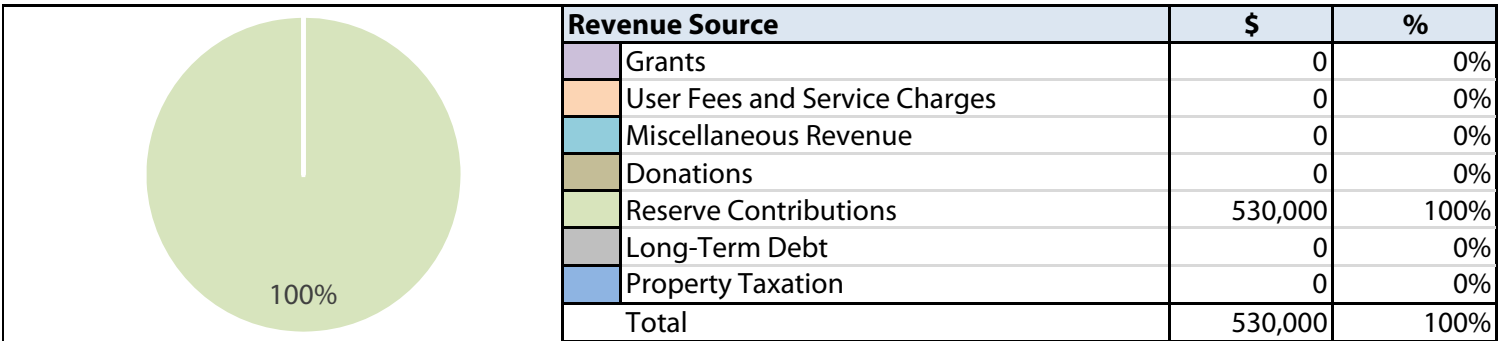 100%
Revenue Source $ %
Grants 0 0%
User Fees and Service Charges 0 0%
Miscellaneous Revenue 0 0%
Donations 0 0%
Reserve Contributions 530,000 100%
Long-Term Debt 0 0%
Property Taxation 0 0%
Total 530,000 100%